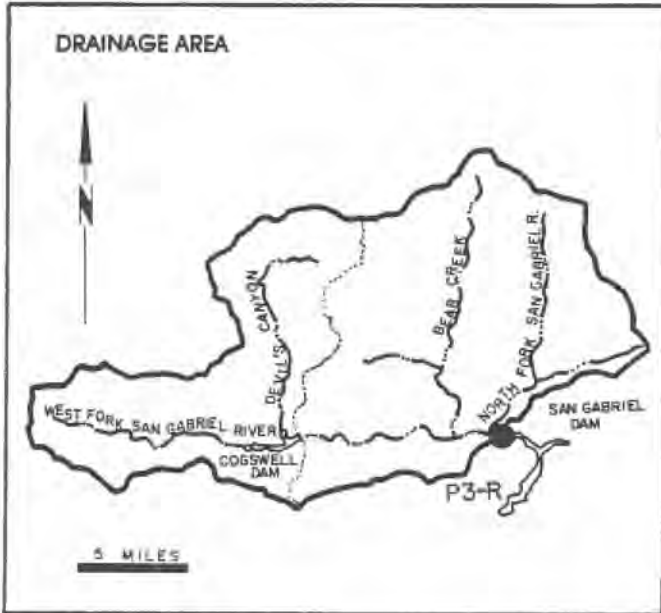 DRAINAGE AREA
N
DEVIL'S CANYON
BEAR CREEK
NORTH FORK SAN GABRIEL R.
WEST FORK SAN GABRIEL RIVER
COGSWELL
DAM
SAN GABRIEL
DAM
P3-R
5 MILES